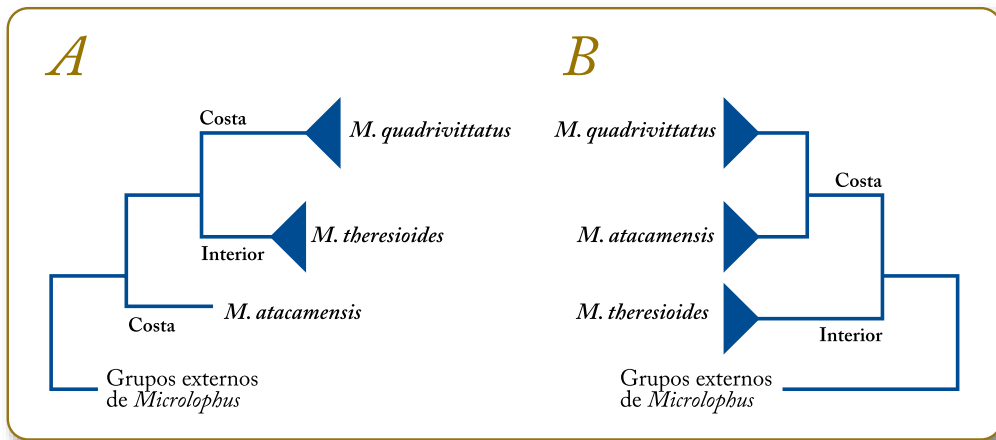 A
Costa
M. quadrivittatus
Interior
M. theresioides
Costa
M. atacamensis
Grupos externos
de Microlophus
B
M. quadrivittatus
Costa
M. atacamensis
M. theresioides
Interior
Grupos externos
de Microlophus